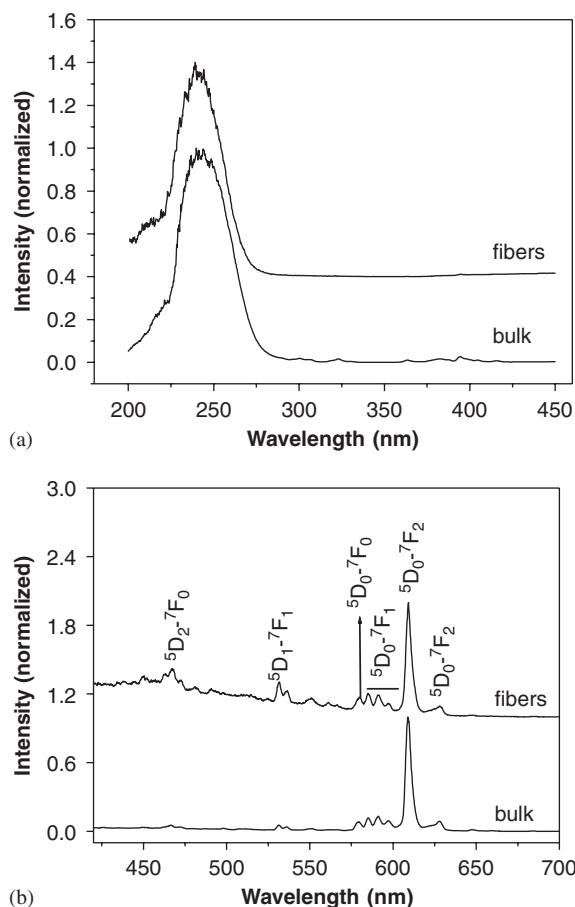 (a)
Intensity (normalized)
1.6
1.4
1.2
1.0
0.8
0.6
0.4
0.2
0.0
fibers
bulk
200 250 300 350 400 450
Wavelength (nm)
(b)
Intensity (normalized)
3.0
2.4
1.8
1.2
0.6
0.0
⁵D₂-⁷F₀
⁵D₁-⁷F₁
⁵D₀-⁷F₀
⁵D₀-⁷F₁
⁵D₀-⁷F₂
⁵D₀-⁷F₂
fibers
bulk
450 500 550 600 650 700
Wavelength (nm)